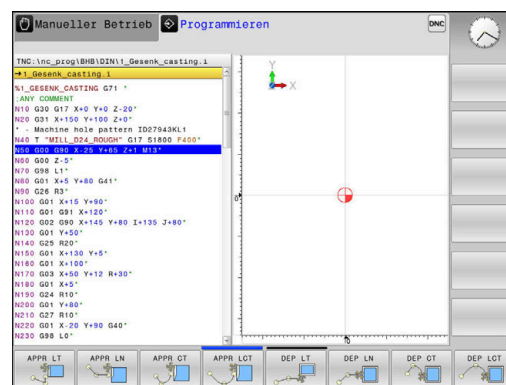 Manueller Betrieb
Programmieren
DNC
TNC:\nc_prog\BHB\DIN\1_Gesenk_casting.i
→1_Gesenk_casting.i
%1_GESENK_CASTING G71 *
;ANY COMMENT
N10 G30 G17 X+0 Y+0 Z-20*
N20 G31 X+150 Y+100 Z+0*
* - Machine hole pattern ID27943KL1
N40 T "MILL_D24_ROUGH" G17 S1800 F400*
N50 G00 G90 X-25 Y+85 Z+1 M13*
N60 G00 Z-5*
N70 G98 L1*
N80 G01 X+5 Y+80 G41*
N90 G26 R3*
N100 G01 X+15 Y+90*
N110 G01 G91 X+120*
N120 G02 G90 X+145 Y+80 I+135 J+80*
N130 G01 Y+50*
N140 G25 R20*
N150 G01 X+130 Y+5*
N160 G01 X+100*
N170 G03 X+50 Y+12 R+30*
N180 G01 X+5*
N190 G24 R10*
N200 G01 Y+80*
N210 G27 R10*
N220 G01 X-20 Y+90 G40*
N230 G98 L0*
Y
X
0
0
APPR LT
APPR LN
APPR CT
APPR LCT
DEP LT
DEP LN
DEP CT
DEP LCT